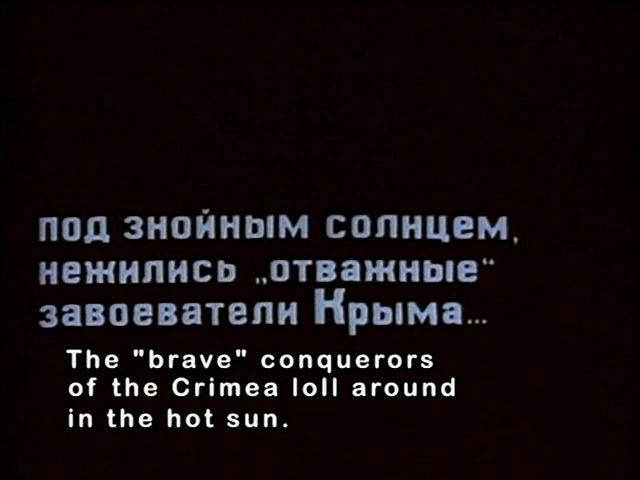 под знойным солнцем,
нежились „отважные“
завоеватели Крыма...
The "brave" conquerors
of the Crimea loll around
in the hot sun.